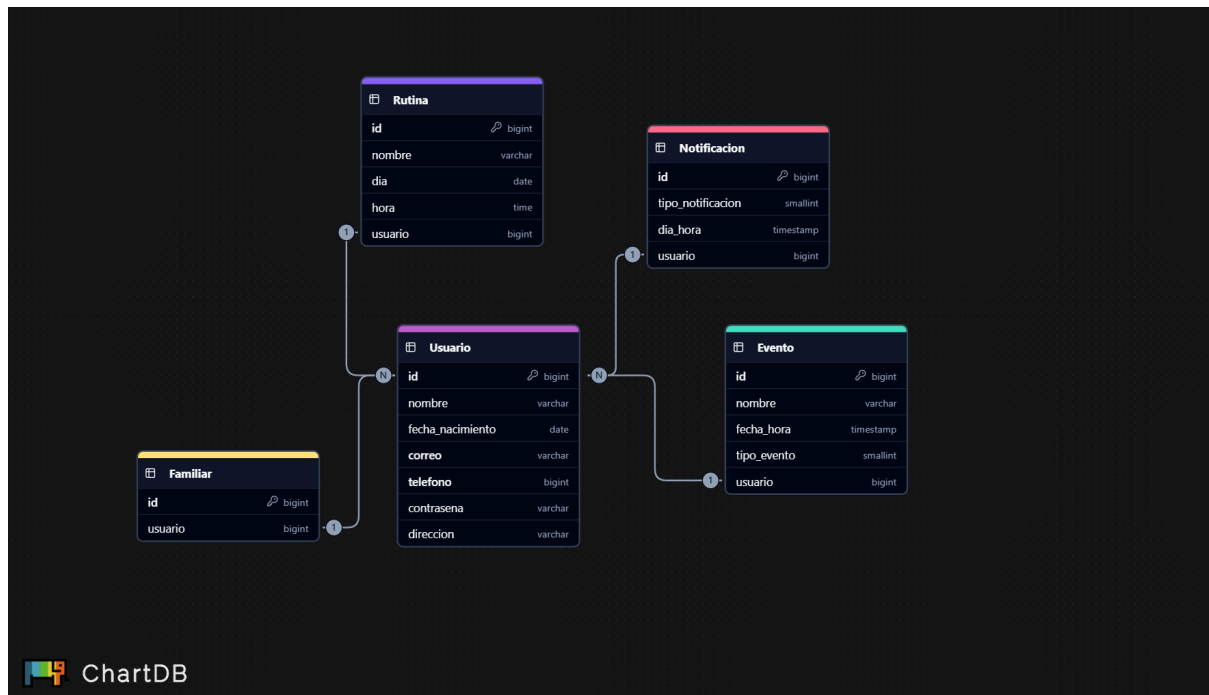 Rutina
id bigint
nombre varchar
dia date
hora time
1 usuario bigint
Notificacion
id bigint
tipo_notificacion smallint
dia_hora timestamp
1 usuario bigint
Usuario
N id bigint N
nombre varchar
fecha_nacimiento date
correo varchar
telefono bigint
contrasena varchar
direccion varchar
Evento
id bigint
nombre varchar
fecha_hora timestamp
tipo_evento smallint
1 usuario bigint
Familiar
id bigint
usuario bigint 1
ChartDB